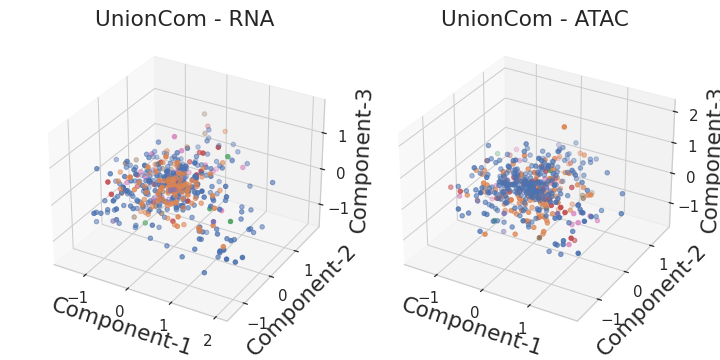 UnionCom - RNA
1
0
−1
Component-3
−1
0
1
2
Component-1
−1
0
1
Component-2
UnionCom - ATAC
2
1
0
−1
Component-3
−1
0
1
Component-1
−1
0
1
Component-2